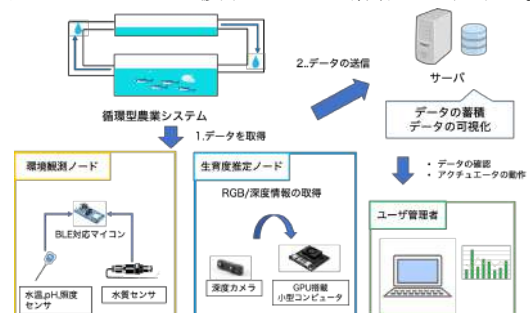 2..データの送信
サーバ
循環型農業システム
データの蓄積
データの可視化
1.データを取得
・ データの確認
・ アクチュエータの動作
環境観測ノード
生育度推定ノード
RGB/深度情報の取得
ユーザ管理者
BLE対応マイコン
水温,pH,照度
センサ
水質センサ
深度カメラ
GPU搭載
小型コンピュータ